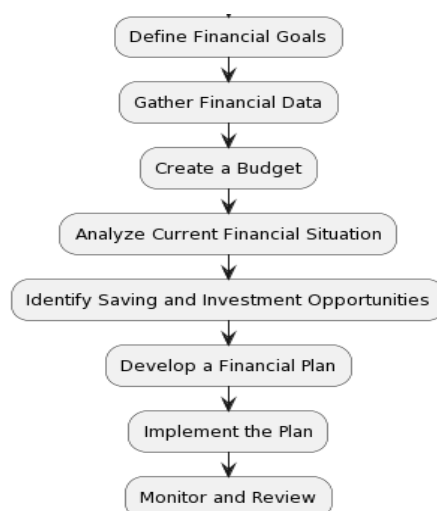 Define Financial Goals
Gather Financial Data
Create a Budget
Analyze Current Financial Situation
Identify Saving and Investment Opportunities
Develop a Financial Plan
Implement the Plan
Monitor and Review